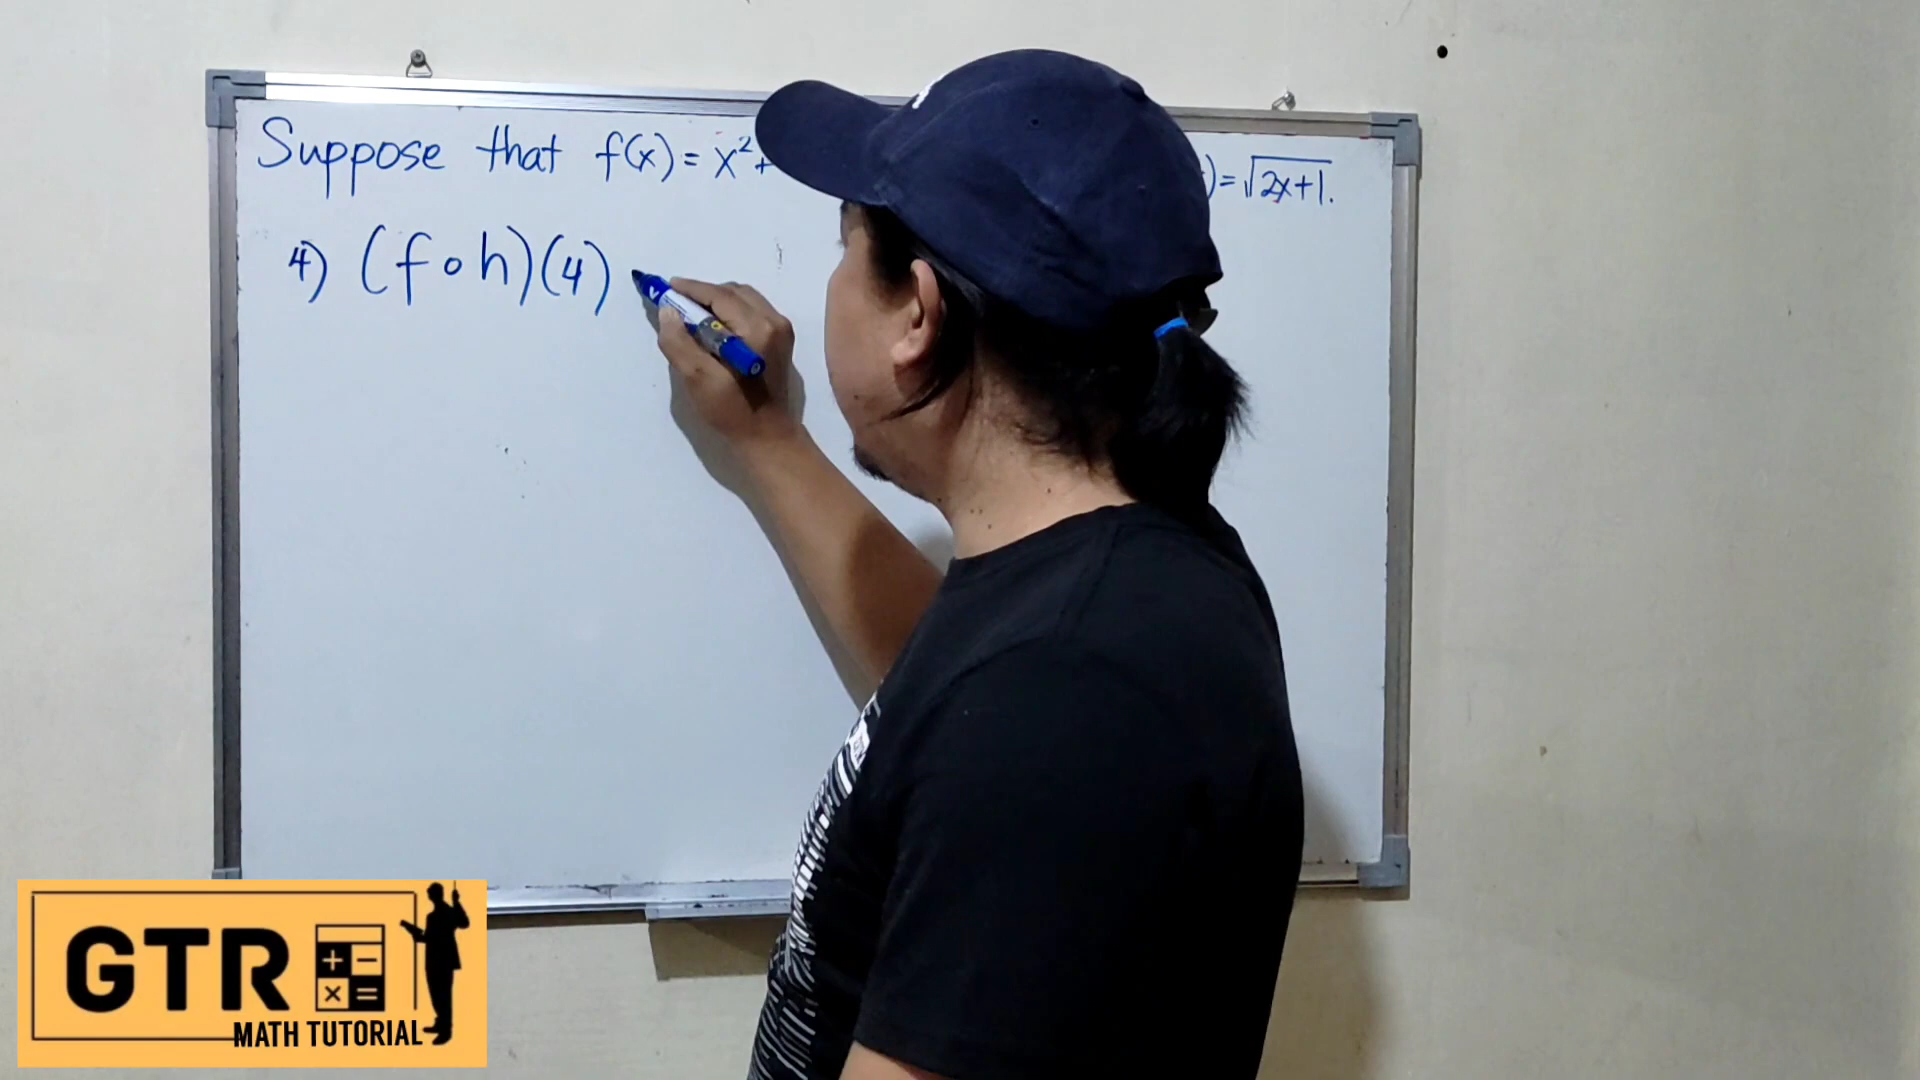 Suppose that f(x) = x²+ ) = √2x+1.
4) (f∘h)(4)
GTR
+ −
× =
MATH TUTORIAL